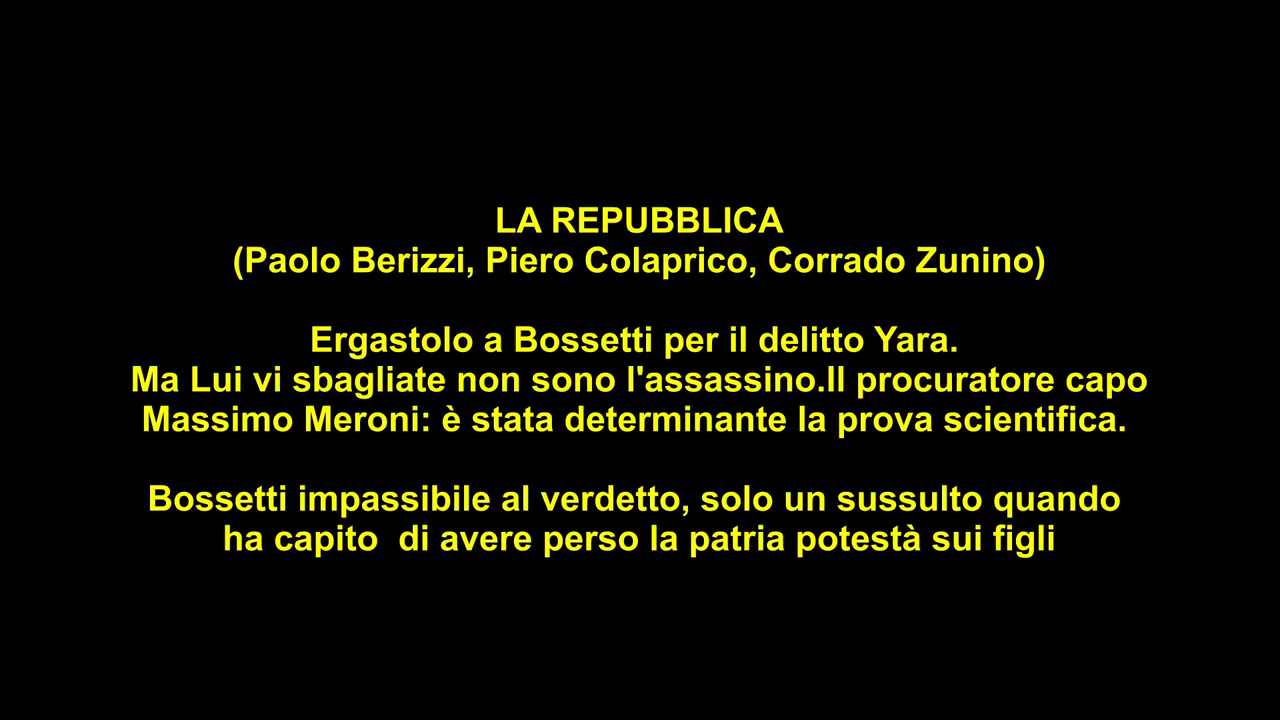 LA REPUBBLICA
(Paolo Berizzi, Piero Colaprico, Corrado Zunino)
Ergastolo a Bossetti per il delitto Yara.
Ma Lui vi sbagliate non sono l'assassino.Il procuratore capo
Massimo Meroni: è stata determinante la prova scientifica.
Bossetti impassibile al verdetto, solo un sussulto quando
ha capito  di avere perso la patria potestà sui figli